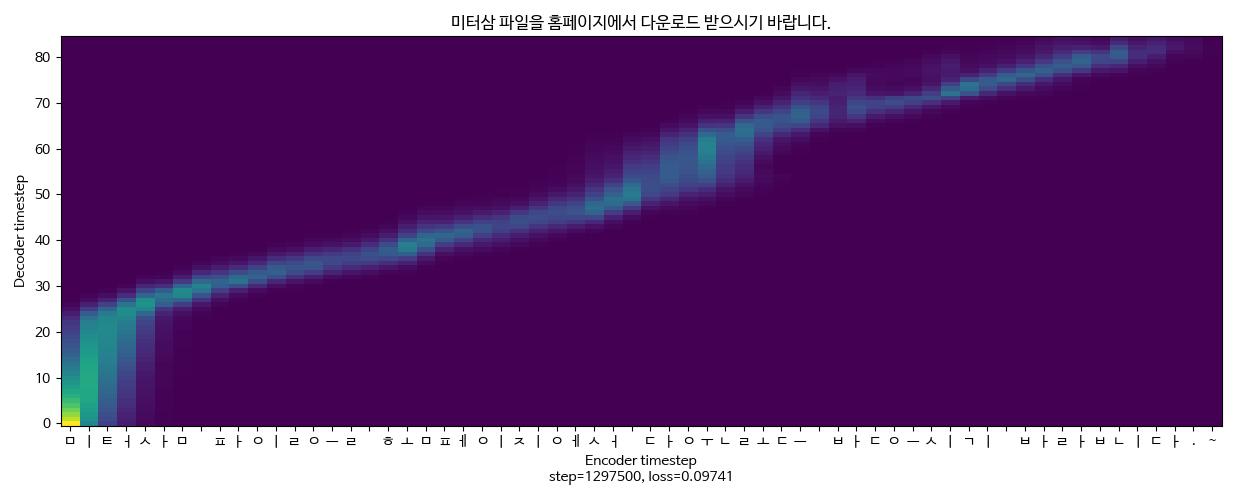 미터삼 파일을 홈페이지에서 다운로드 받으시기 바랍니다.
80
70
60
50
40
30
20
10
0
Decoder timestep
ㅁ ㅣ ㅌ ㅓ ㅅ ㅏ ㅁ ㅍ ㅏ ㅇ ㅣ ㄹ ㅇ ㅡ ㄹ ㅎ ㅗ ㅁ ㅍ ㅔ ㅇ ㅣ ㅈ ㅣ ㅇ ㅔ ㅅ ㅓ ㄷ ㅏ ㅇ ㅜ ㄴ ㄹ ㅗ ㄷ ㅡ ㅂ ㅏ ㄷ ㅇ ㅡ ㅅ ㅣ ㄱ ㅣ ㅂ ㅏ ㄹ ㅏ ㅂ ㄴ ㅣ ㄷ ㅏ . ~
Encoder timestep
step=1297500, loss=0.09741